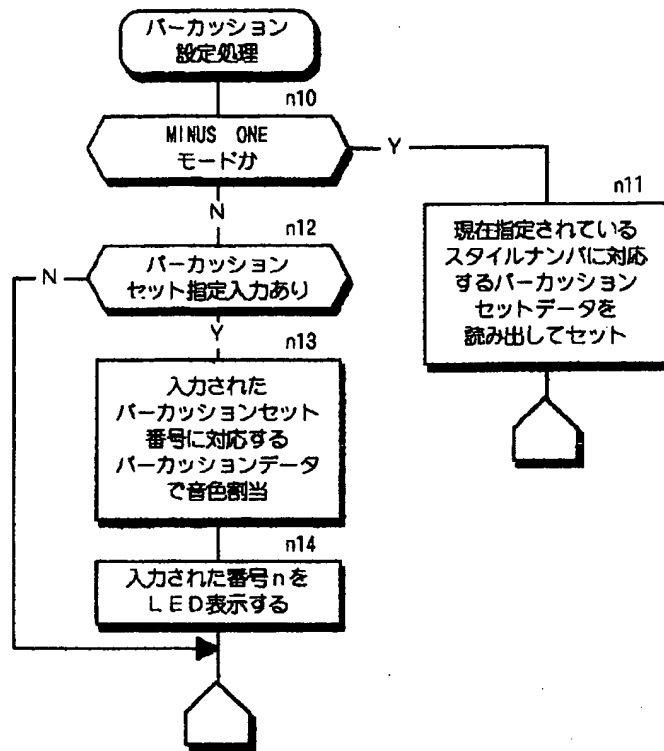 パーカッション
設定処理
n10
MINUS ONE
モードか
Y
N
n11
現在指定されている
スタイルナンバに対応
するパーカッション
セットデータを
読み出してセット
n12
パーカッション
セット指定入力あり
N
Y
n13
入力された
パーカッションセット
番号に対応する
パーカッションデータ
で音色割当
n14
入力された番号nを
LED表示する